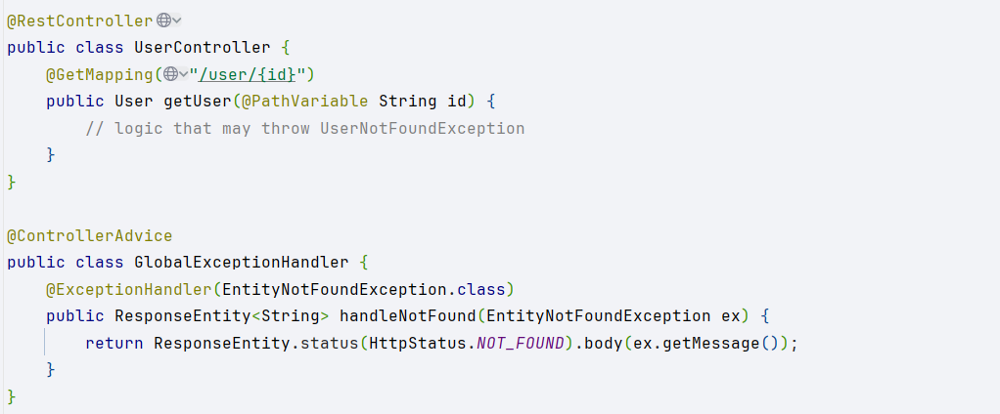 @RestController
public class UserController {
    @GetMapping("/user/{id}")
    public User getUser(@PathVariable String id) {
        // logic that may throw UserNotFoundException
    }
}

@ControllerAdvice
public class GlobalExceptionHandler {
    @ExceptionHandler(EntityNotFoundException.class)
    public ResponseEntity<String> handleNotFound(EntityNotFoundException ex) {
        return ResponseEntity.status(HttpStatus.NOT_FOUND).body(ex.getMessage());
    }
}